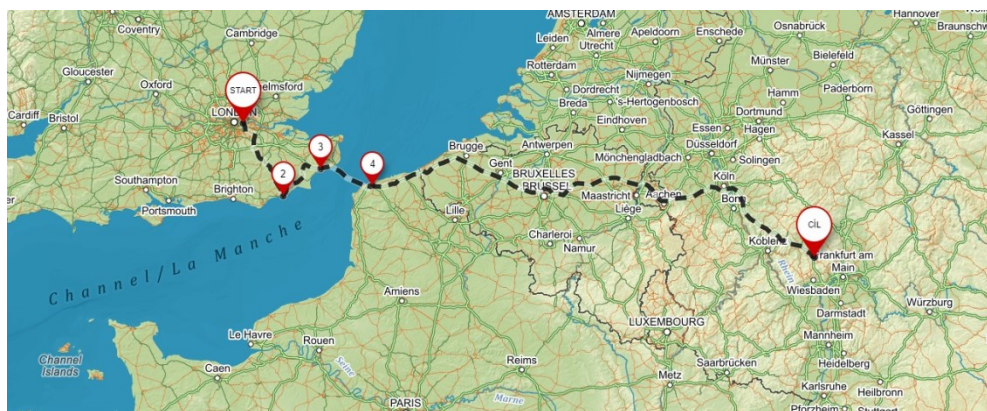 AMSTERDAM
Hannover
Coventry
Cambridge
Leiden
Almere
Apeldoorn
Enschede
Osnabrück
Braunschw
Utrecht
Bielefeld
Gloucester
Oxford
START
elmsford
Rotterdam
Nijmegen
Münster
Paderborn
Dordrecht
's-Hertogenbosch
Hamm
Göttingen
Cardiff
Bristol
LON
N
Breda
Eindhoven
Essen
Dortmund
Hagen
Kassel
3
Brugge
Antwerpen
Düsseldorf
4
Gent
Mönchengladbach
Solingen
Southampton
Brighton
2
BRUXELLES
BRUSSEL
Maastricht
Aachen
Köln
Bonn
Portsmouth
Lille
Liége
Charleroi
CÍL
Namur
Koblenz
Frankfurt am
Main
Channel/La Manche
Rhein
Wiesbaden
Amiens
Würzburg
Darmstadt
LUXEMBOURG
Mannheim
Le Havre
Rouen
Channel
Islands
Caen
Seine
Reims
Saarbrücken
Heidelberg
Metz
Karlsruhe
Heilbronn
PARIS
Marne
Pforzheim